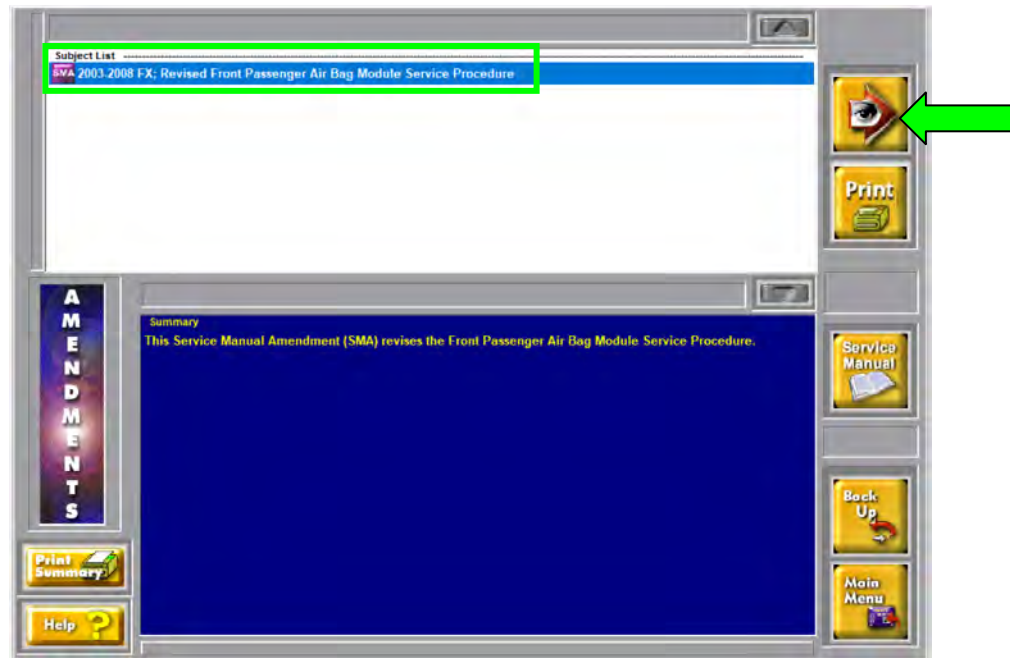 Subject List
SMA 2003-2008 FX; Revised Front Passenger Air Bag Module Service Procedure
Print
A
M
E
N
D
M
E
N
T
S
Summary
This Service Manual Amendment (SMA) revises the Front Passenger Air Bag Module Service Procedure.
Service
Manual
Back
Up
Print
Summary
Main
Menu
Help ?